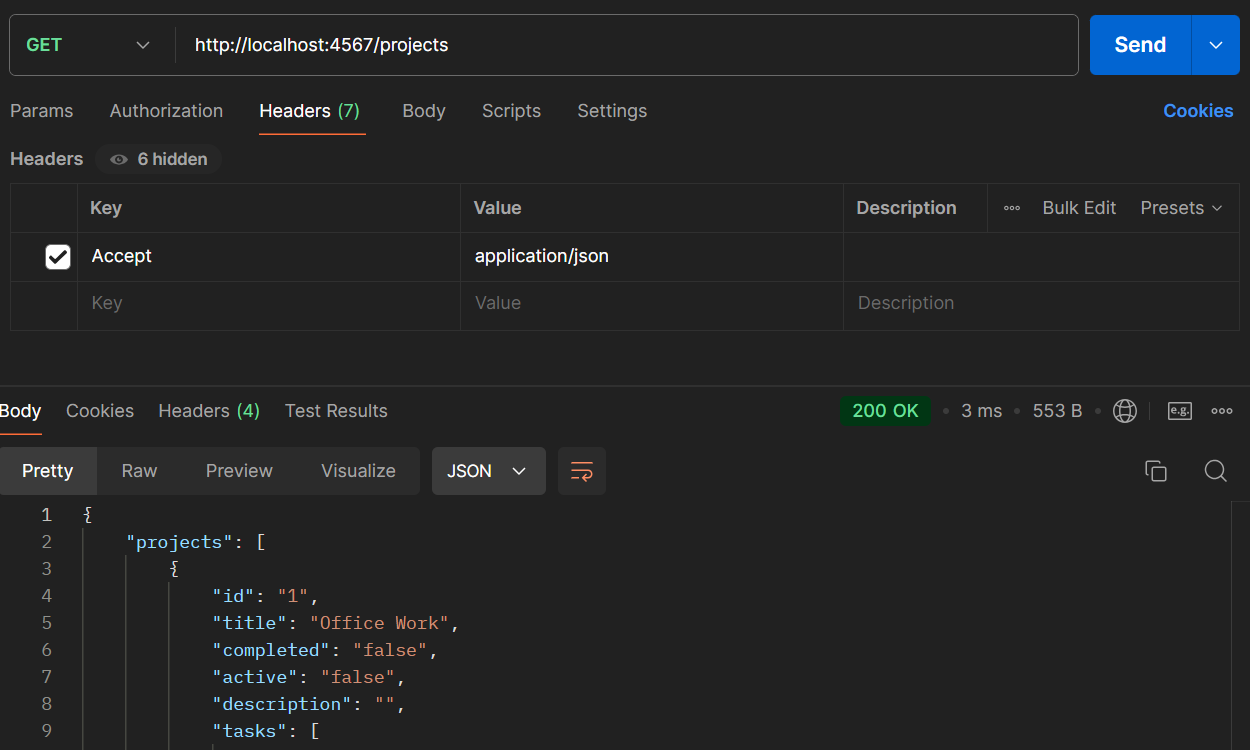 GET http://localhost:4567/projects Send
Params Authorization Headers (7) Body Scripts Settings Cookies
Headers 6 hidden
Key Value Description Bulk Edit Presets
Accept application/json
Key Value Description
Body Cookies Headers (4) Test Results 200 OK • 3 ms • 553 B • e.g.
Pretty Raw Preview Visualize JSON
1 {
2 "projects": [
3 {
4 "id": "1",
5 "title": "Office Work",
6 "completed": "false",
7 "active": "false",
8 "description": "",
9 "tasks": [